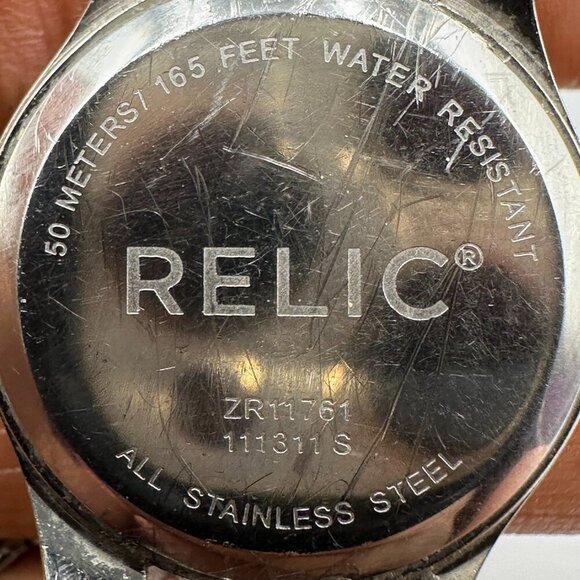 50 METERS/ 165 FEET WATER RESISTANT
RELIC®
ZR11761
111311 S
ALL STAINLESS STEEL